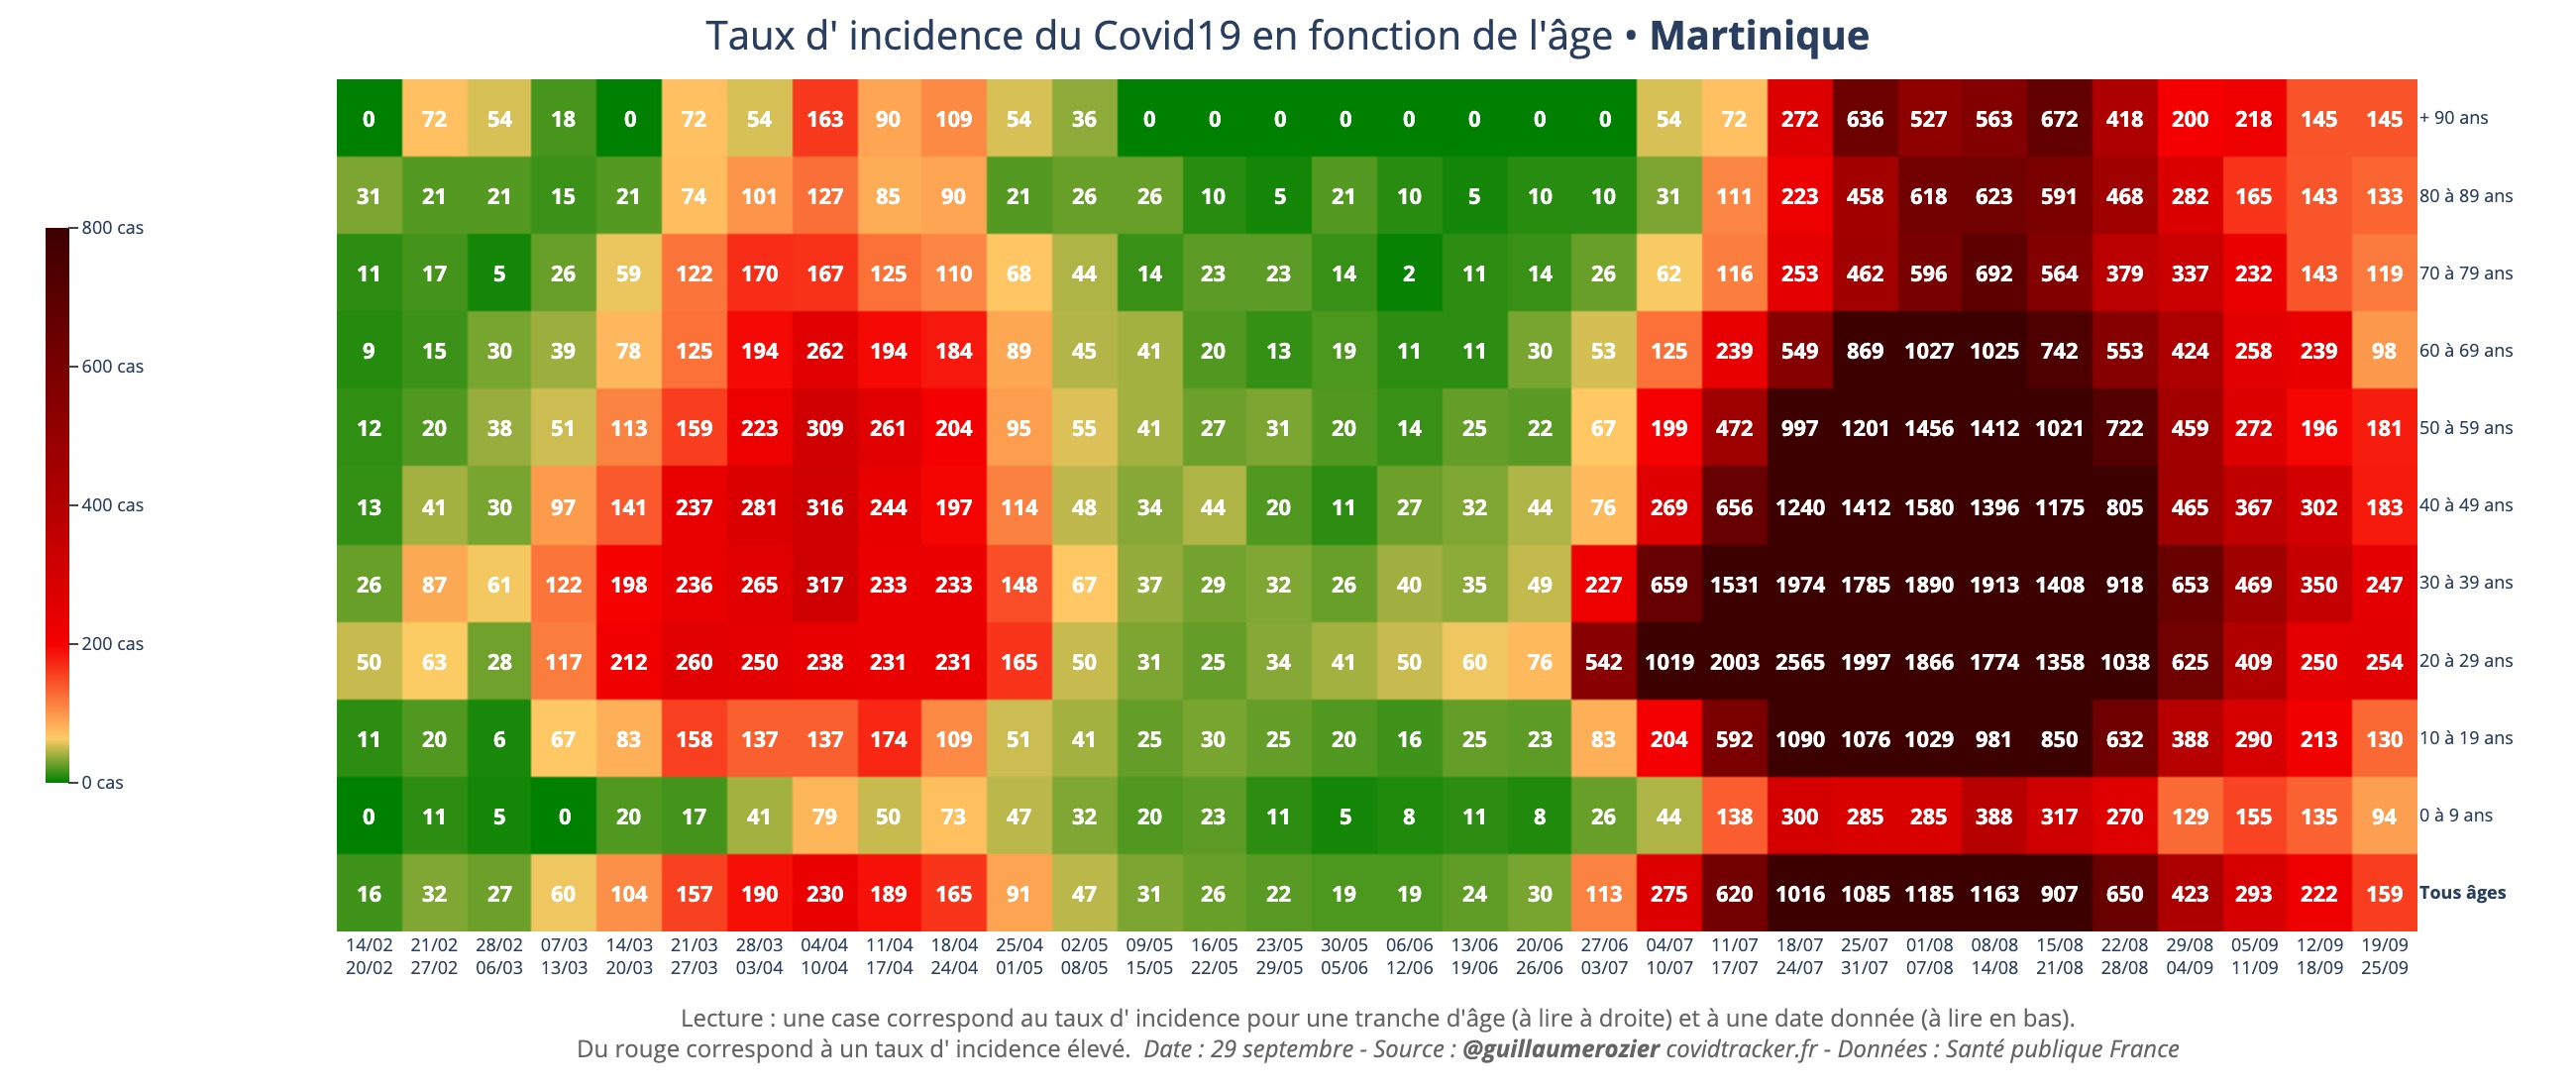 Taux d' incidence du Covid19 en fonction de l'âge • Martinique
0 72 54 18 0 72 54 163 90 109 54 36 0 0 0 0 0 0 0 0 54 72 272 636 527 563 672 418 200 218 145 145 + 90 ans
31 21 21 15 21 74 101 127 85 90 21 26 26 10 5 21 10 5 10 10 31 111 223 458 618 623 591 468 282 165 143 133 80 à 89 ans
800 cas
11 17 5 26 59 122 170 167 125 110 68 44 14 23 23 14 2 11 14 26 62 116 253 462 596 692 564 379 337 232 143 119 70 à 79 ans
9 15 30 39 78 125 194 262 194 184 89 45 41 20 13 19 11 11 30 53 125 239 549 869 1027 1025 742 553 424 258 239 98 60 à 69 ans
600 cas
12 20 38 51 113 159 223 309 261 204 95 55 41 27 31 20 14 25 22 67 199 472 997 1201 1456 1412 1021 722 459 272 196 181 50 à 59 ans
400 cas
13 41 30 97 141 237 281 316 244 197 114 48 34 44 20 11 27 32 44 76 269 656 1240 1412 1580 1396 1175 805 465 367 302 183 40 à 49 ans
26 87 61 122 198 236 265 317 233 233 148 67 37 29 32 26 40 35 49 227 659 1531 1974 1785 1890 1913 1408 918 653 469 350 247 30 à 39 ans
200 cas
50 63 28 117 212 260 250 238 231 231 165 50 31 25 34 41 50 60 76 542 1019 2003 2565 1997 1866 1774 1358 1038 625 409 250 254 20 à 29 ans
11 20 6 67 83 158 137 137 174 109 51 41 25 30 25 20 16 25 23 83 204 592 1090 1076 1029 981 850 632 388 290 213 130 10 à 19 ans
0 cas
0 11 5 0 20 17 41 79 50 73 47 32 20 23 11 5 8 11 8 26 44 138 300 285 285 388 317 270 129 155 135 94 0 à 9 ans
16 32 27 60 104 157 190 230 189 165 91 47 31 26 22 19 19 24 30 113 275 620 1016 1085 1185 1163 907 650 423 293 222 159 Tous âges
14/02 21/02 28/02 07/03 14/03 21/03 28/03 04/04 11/04 18/04 25/04 02/05 09/05 16/05 23/05 30/05 06/06 13/06 20/06 27/06 04/07 11/07 18/07 25/07 01/08 08/08 15/08 22/08 29/08 05/09 12/09 19/09
20/02 27/02 06/03 13/03 20/03 27/03 03/04 10/04 17/04 24/04 01/05 08/05 15/05 22/05 29/05 05/06 12/06 19/06 26/06 03/07 10/07 17/07 24/07 31/07 07/08 14/08 21/08 28/08 04/09 11/09 18/09 25/09
Lecture : une case correspond au taux d' incidence pour une tranche d'âge (à lire à droite) et à une date donnée (à lire en bas).
Du rouge correspond à un taux d' incidence élevé. Date : 29 septembre - Source : @guillaumerozier covidtracker.fr - Données : Santé publique France